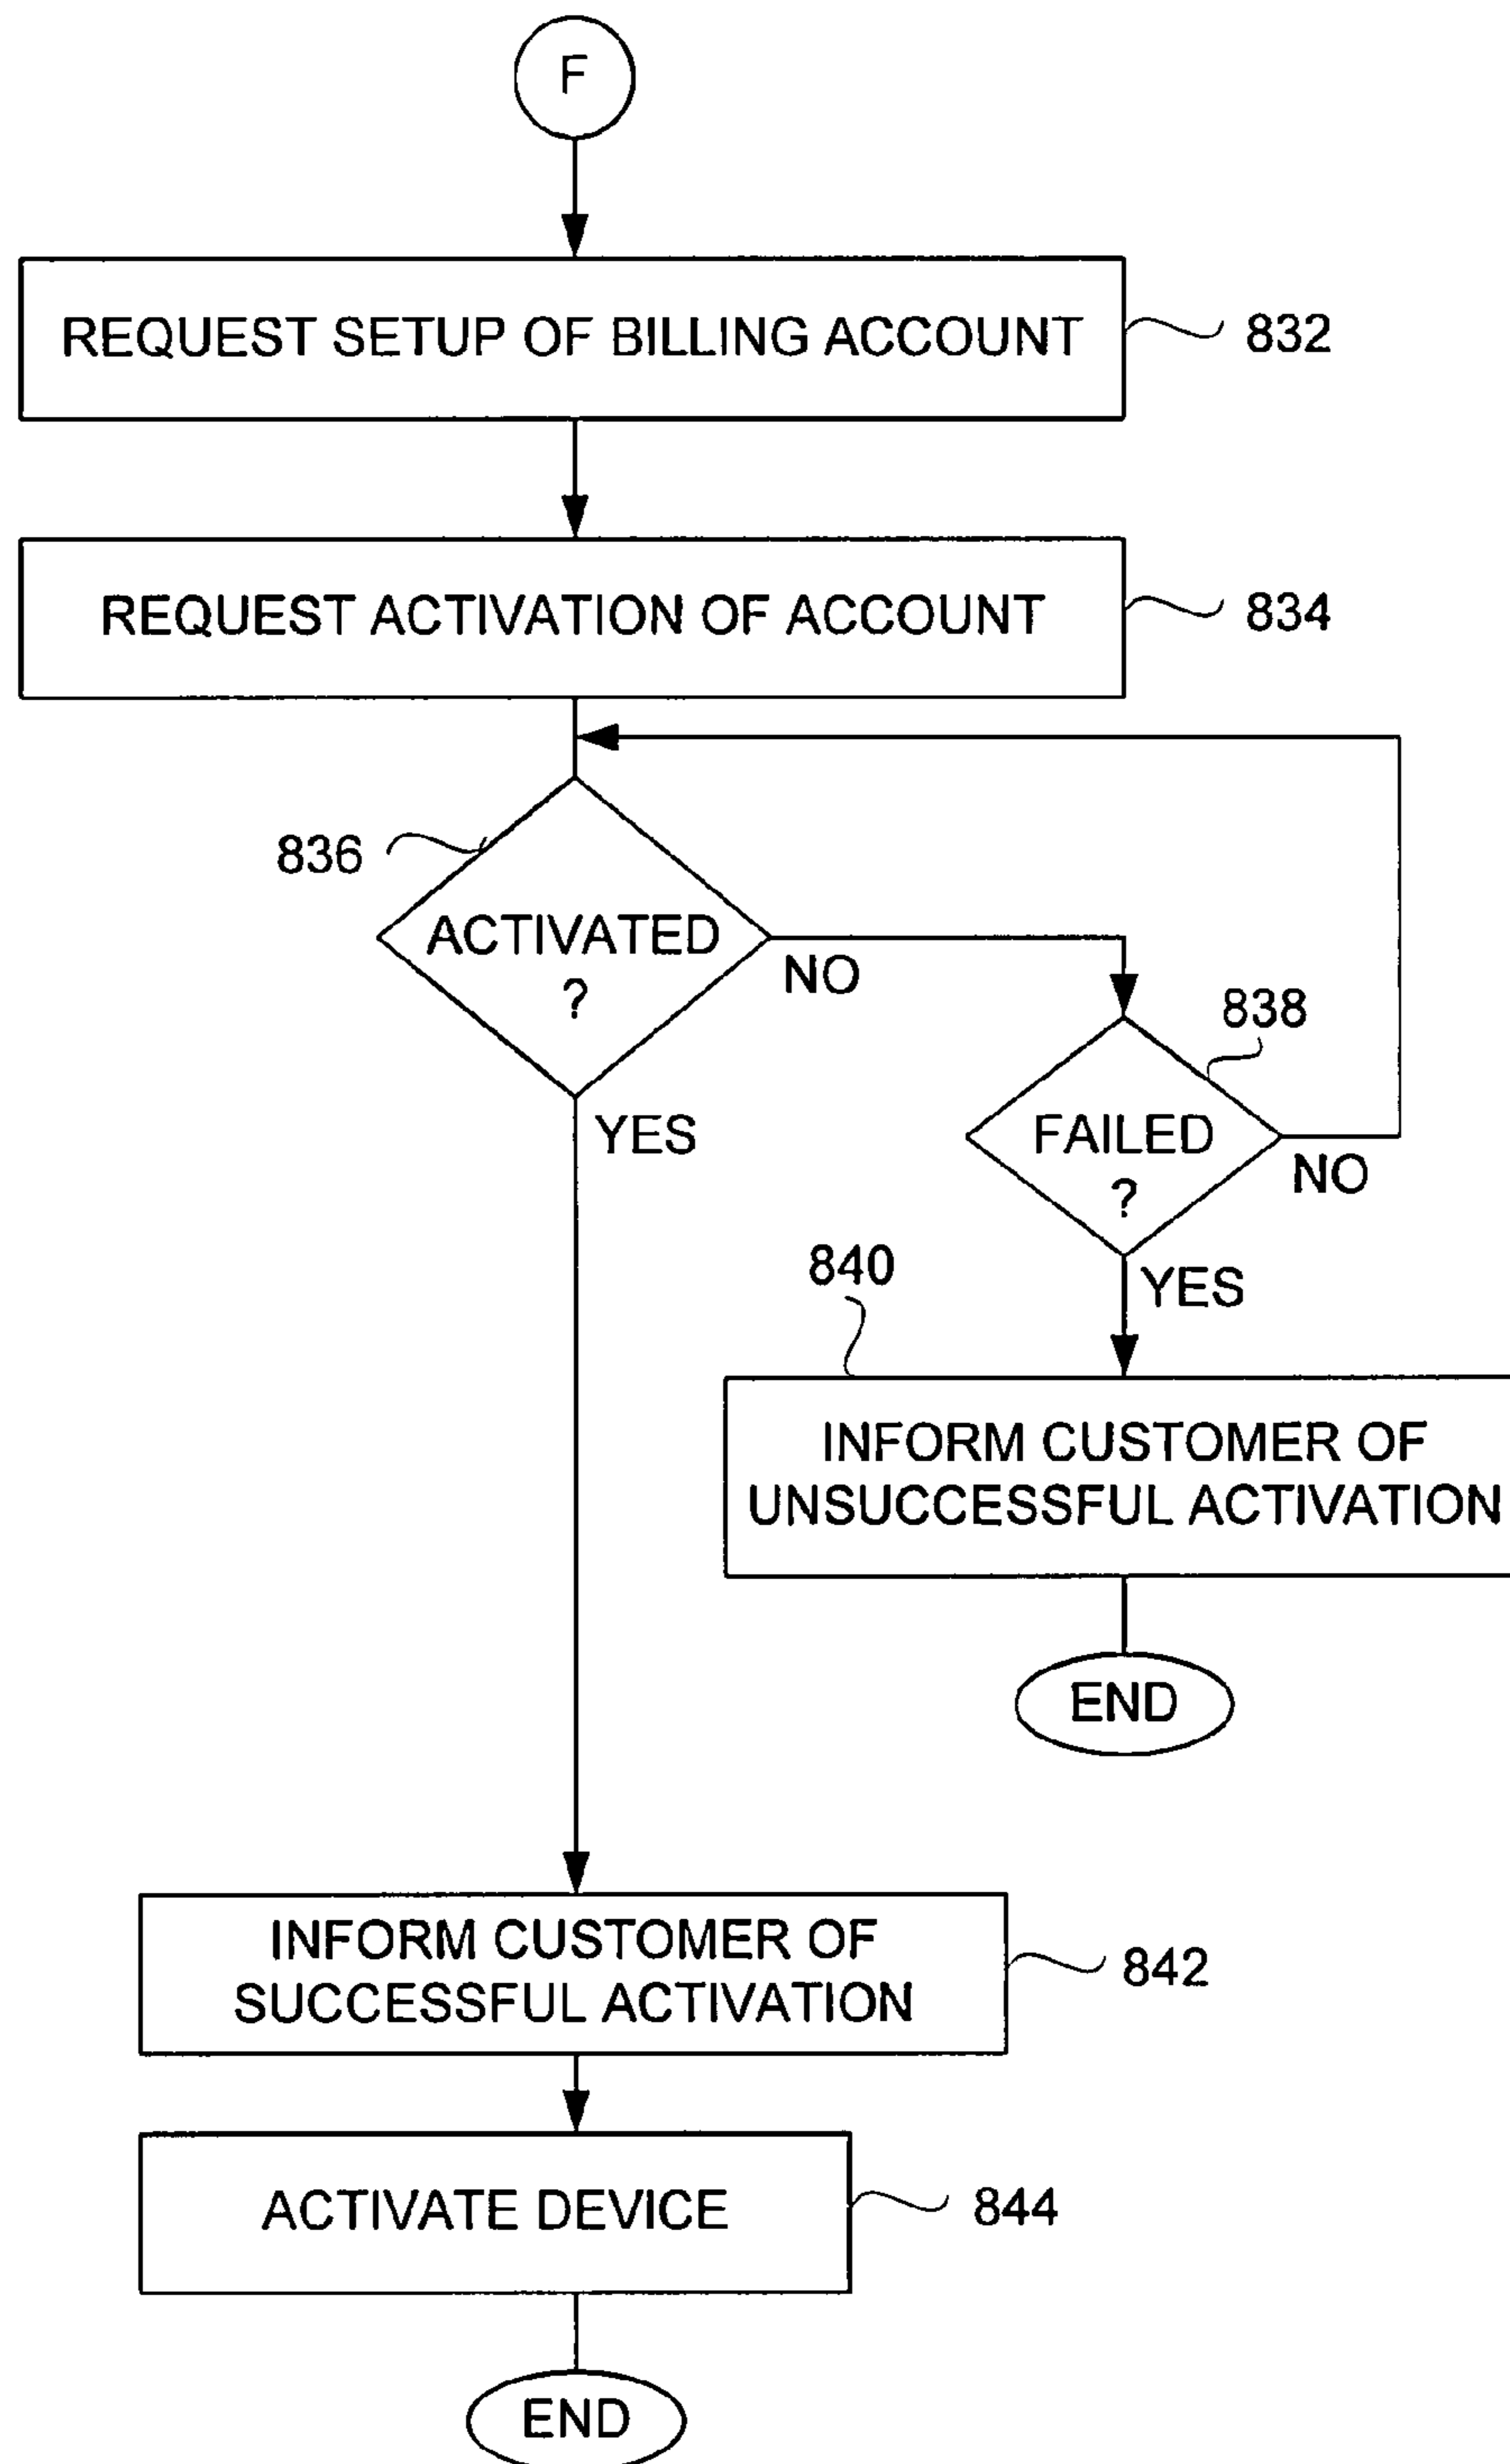 F
REQUEST SETUP OF BILLING ACCOUNT
832
REQUEST ACTIVATION OF ACCOUNT
834
836
ACTIVATED
?
NO
838
YES
FAILED
?
NO
840
YES
INFORM CUSTOMER OF
UNSUCCESSFUL ACTIVATION
END
INFORM CUSTOMER OF
SUCCESSFUL ACTIVATION
842
ACTIVATE DEVICE
844
END